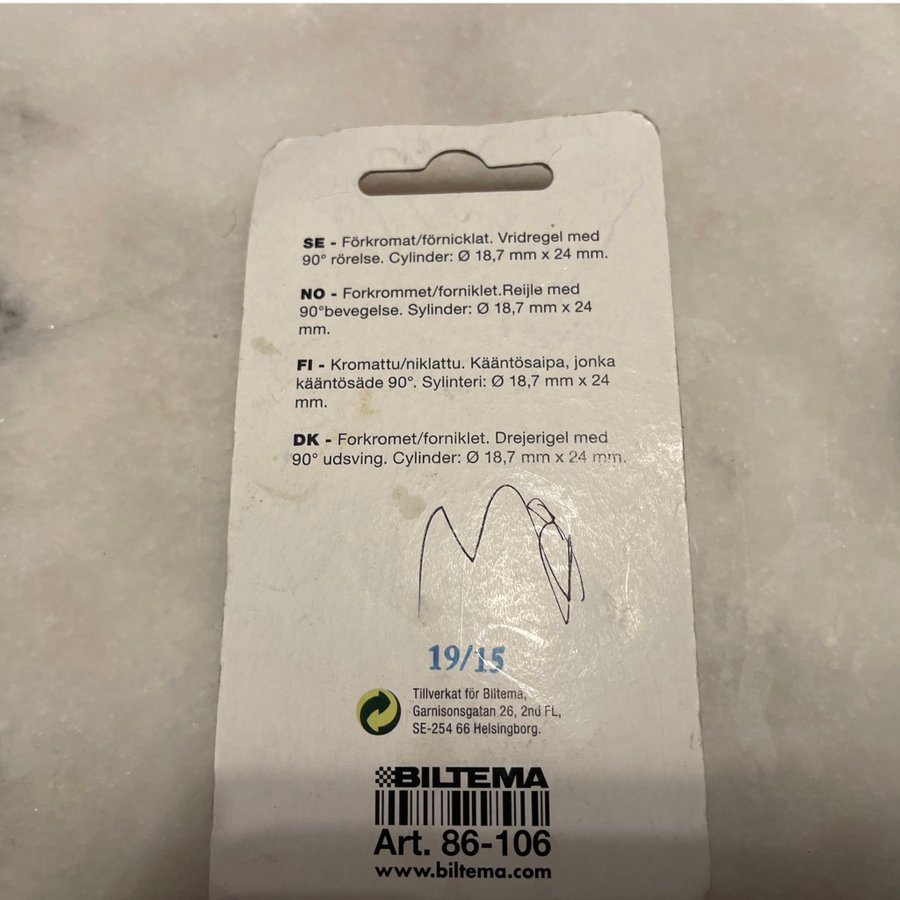 SE - Förkromat/förnicklat. Vridregel med
90° rörelse. Cylinder: Ø 18,7 mm x 24 mm.
NO - Forkrommet/forniklet.Reijle med
90°bevegelse. Sylinder: Ø 18,7 mm x 24
mm.
FI - Kromattu/niklattu. Kääntösaipa, jonka
kääntösäde 90°. Sylinteri: Ø 18,7 mm x 24
mm.
DK - Forkromet/forniklet. Drejerigel med
90° udsving. Cylinder: Ø 18,7 mm x 24 mm.
19/15
Tillverkat för Biltema,
Garnisonsgatan 26, 2nd FL,
SE-254 66 Helsingborg.
BILTEMA
Art. 86-106
www.biltema.com